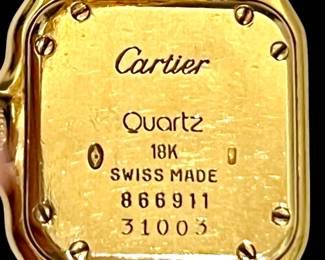 Cartier
Quartz
18K
SWISS MADE
866911
31003